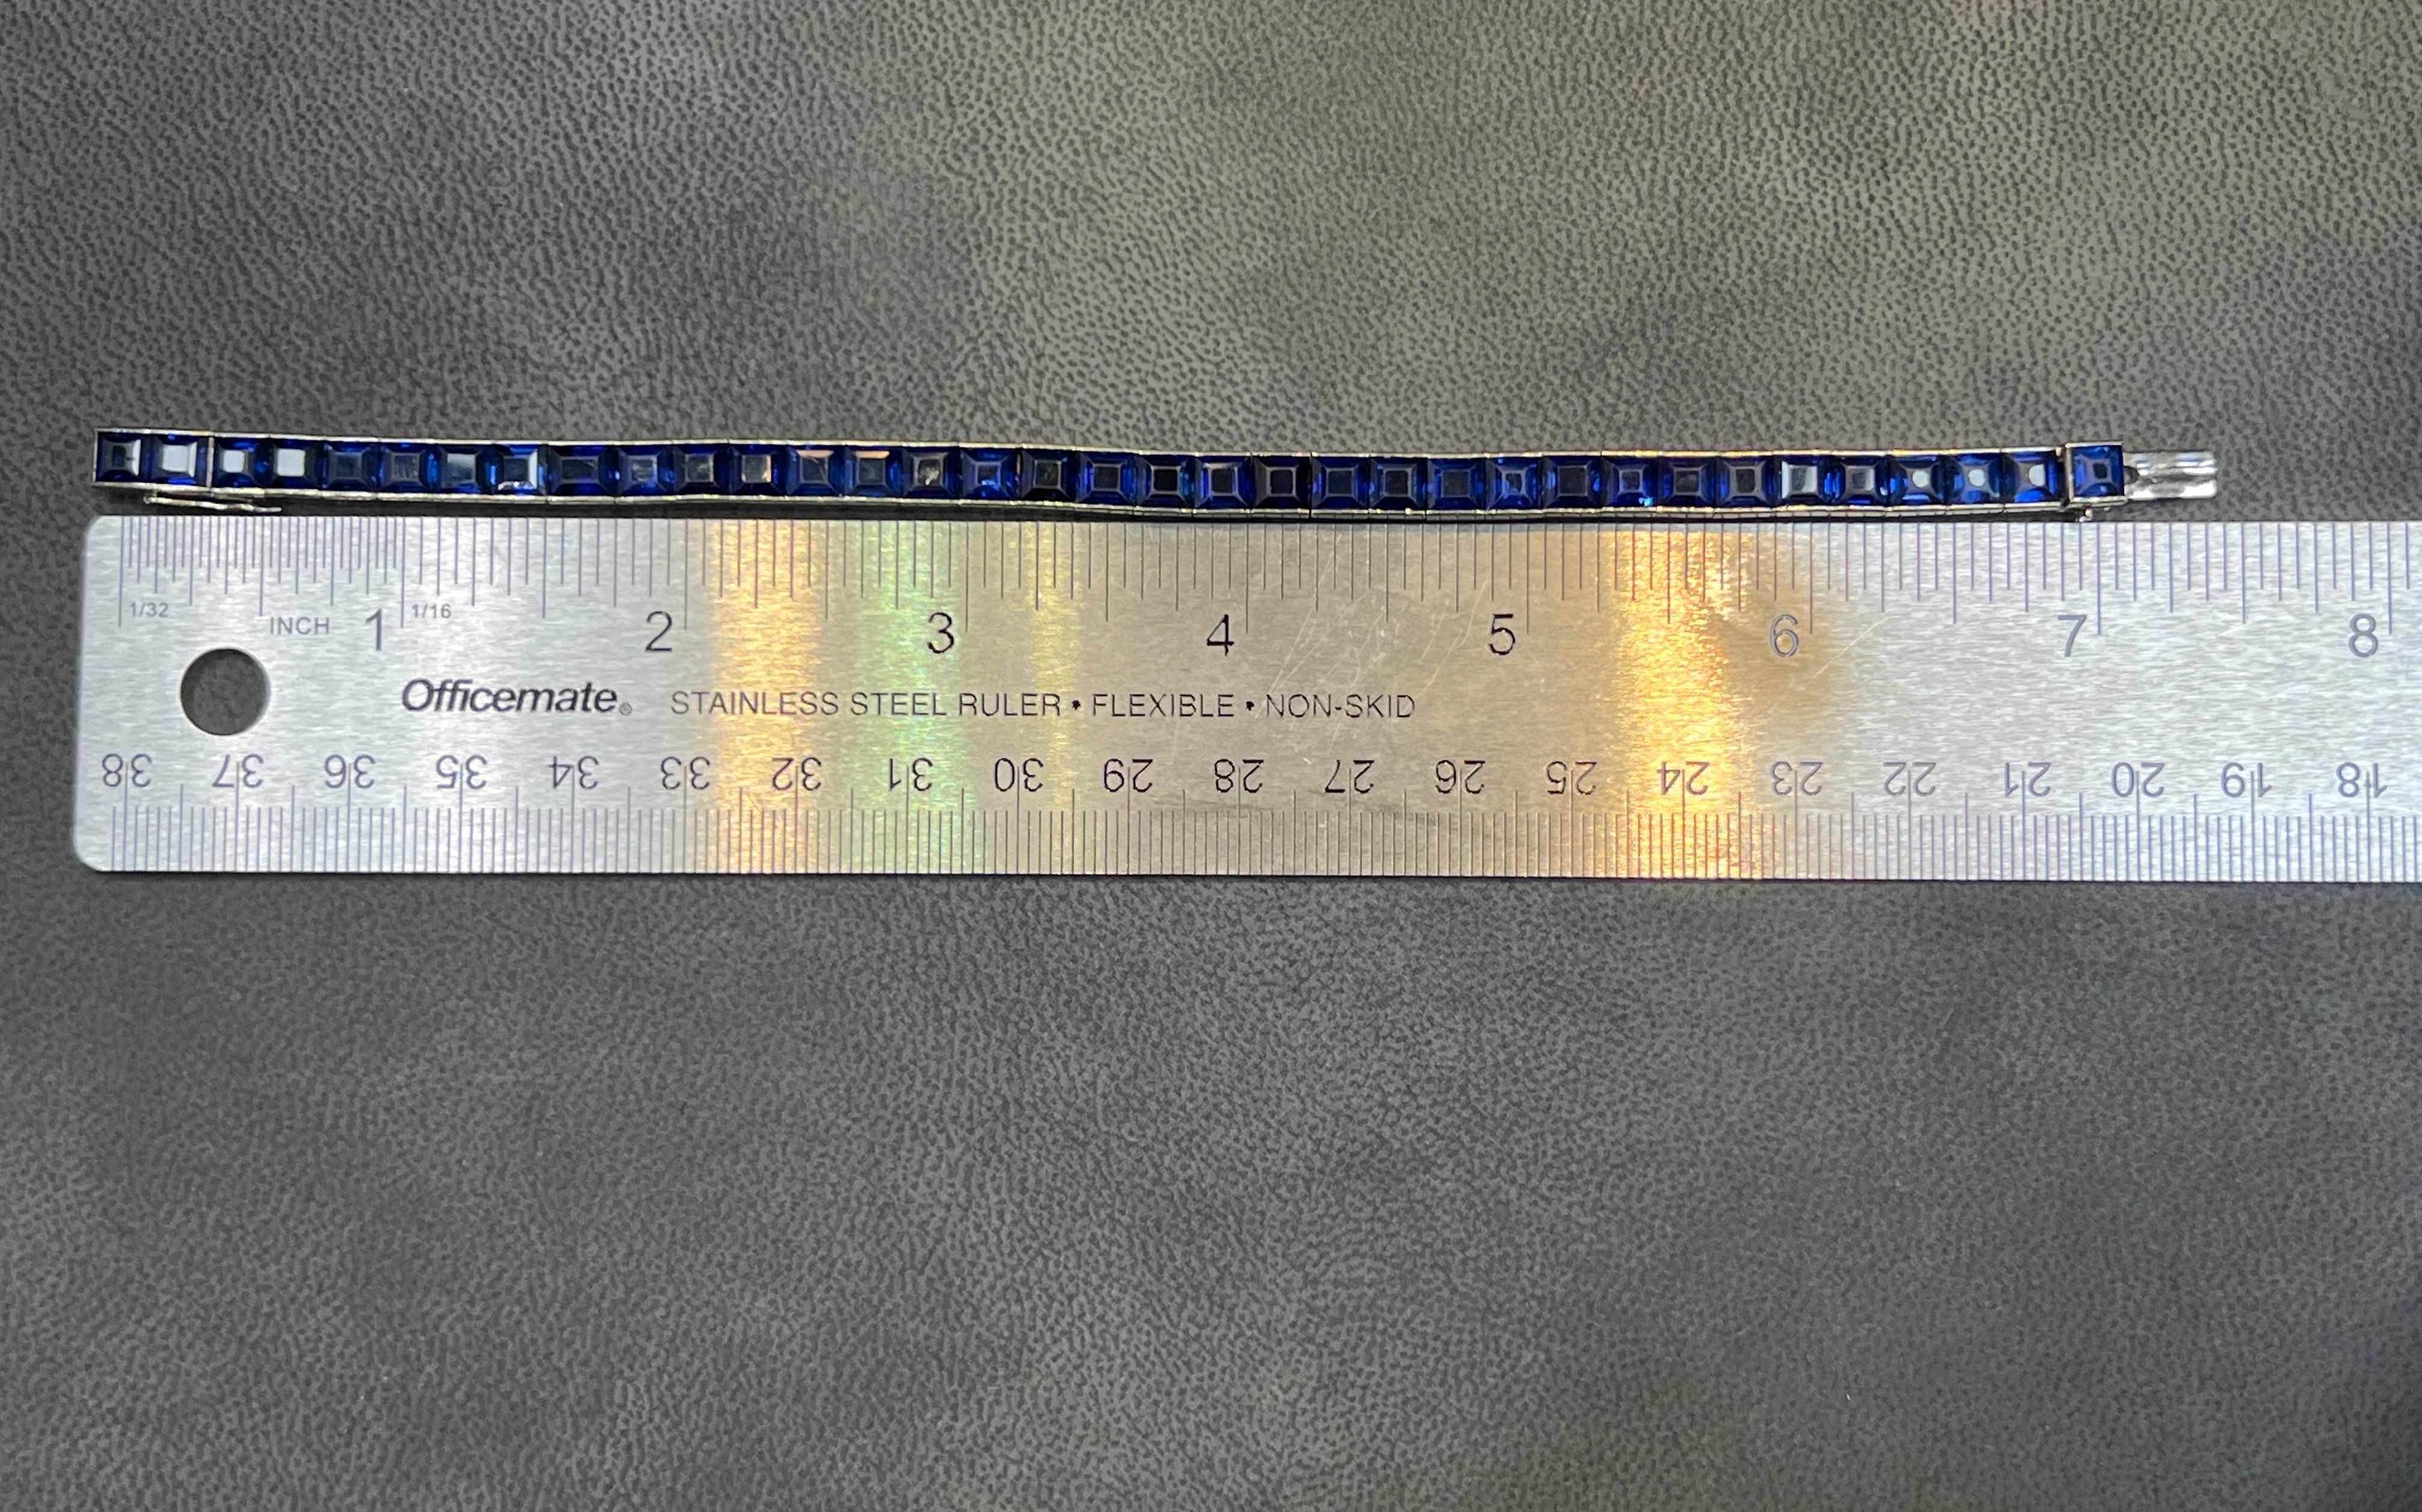 1/32 INCH 1 1/16 2 3 4 5 6 7 8
Officemate® STAINLESS STEEL RULER • FLEXIBLE • NON-SKID
38 37 36 35 34 33 32 31 30 29 28 27 26 25 24 23 22 21 20 19 18